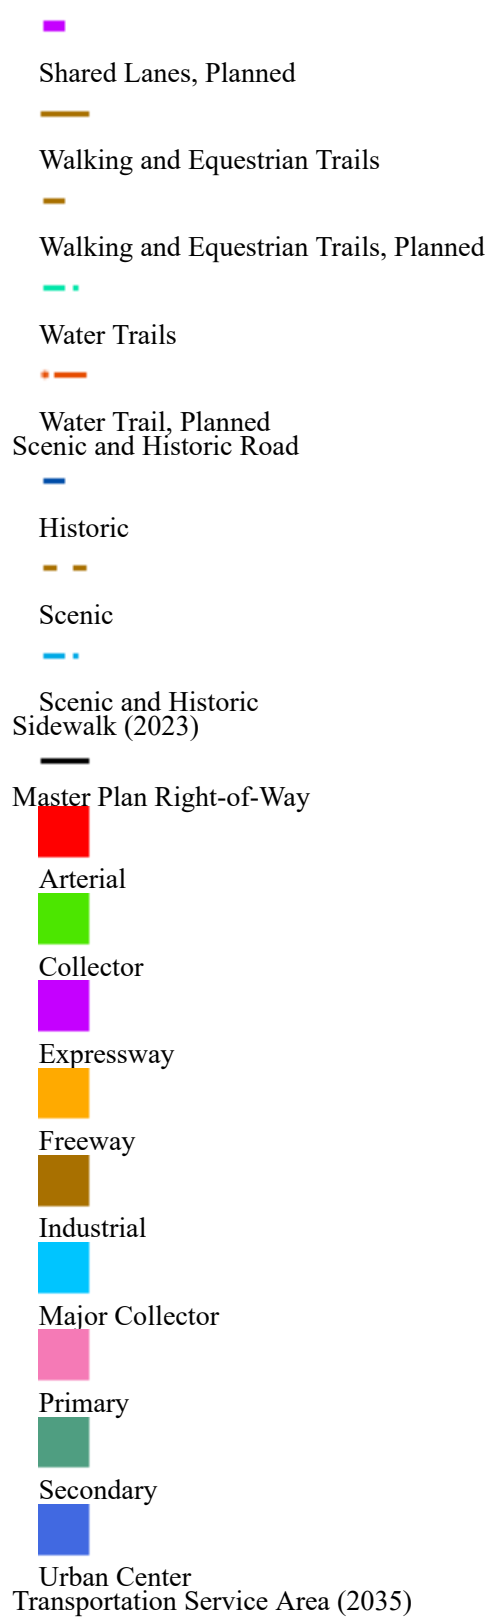 Shared Lanes, Planned
Walking and Equestrian Trails
Walking and Equestrian Trails, Planned
Water Trails
Water Trail, Planned
Scenic and Historic Road
Historic
Scenic
Scenic and Historic
Sidewalk (2023)
Master Plan Right-of-Way
Arterial
Collector
Expressway
Freeway
Industrial
Major Collector
Primary
Secondary
Urban Center
Transportation Service Area (2035)